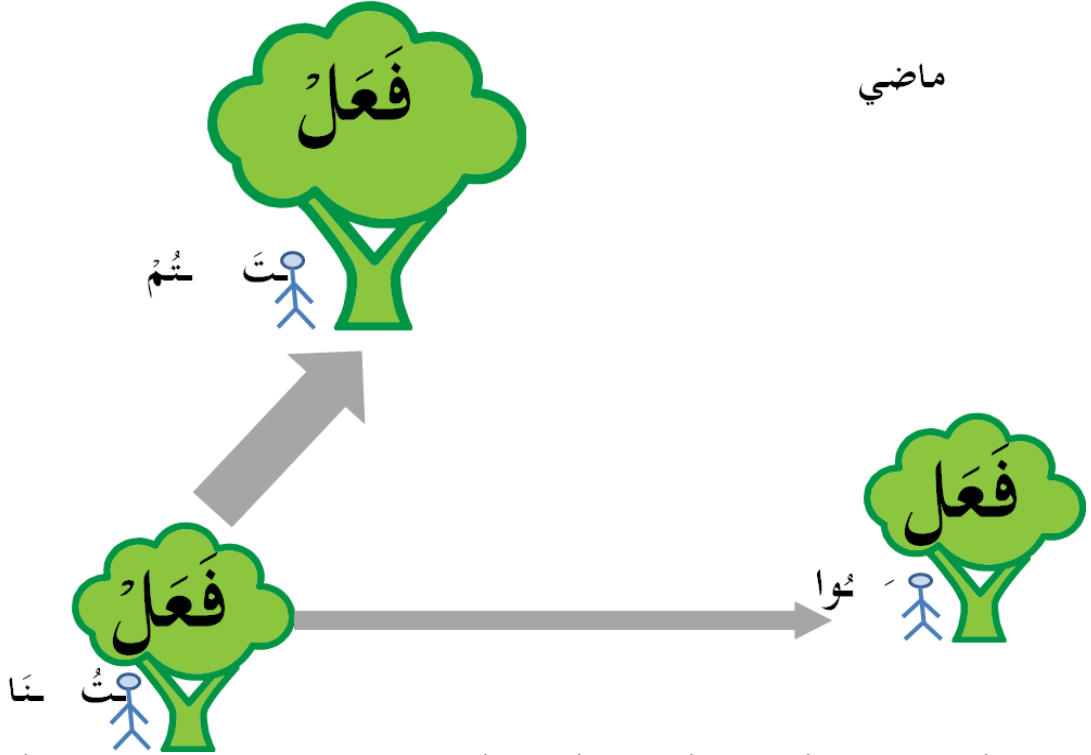 ماضي
فَعَلْ
ـتَ ـتُمْ
فَعَل
ـَ ـُوا
فَعَلْ
ـتُ ـنَا